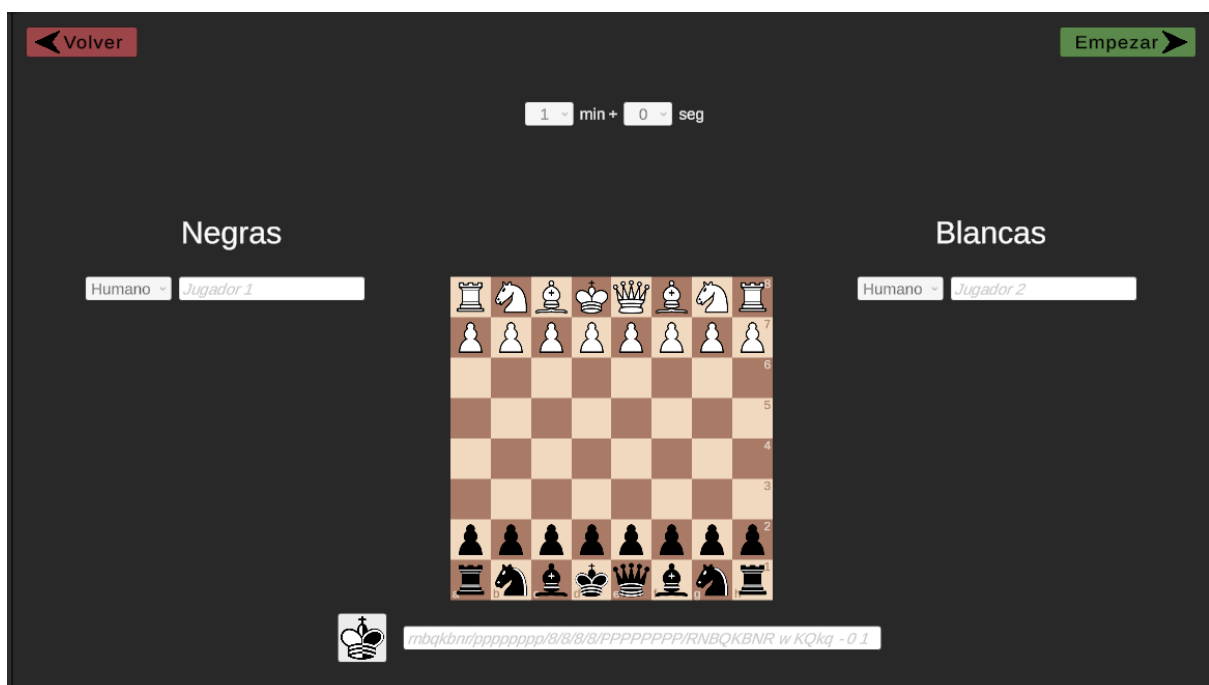 Volver
Empezar
1 min + 0 seg
Negras
Blancas
Humano Jugador 1
Humano Jugador 2
8
7
6
5
4
3
2
1
a b d e f g h
rnbqkbnr/pppppppp/8/8/8/8/PPPPPPPP/RNBQKBNR w KQkq - 0 1